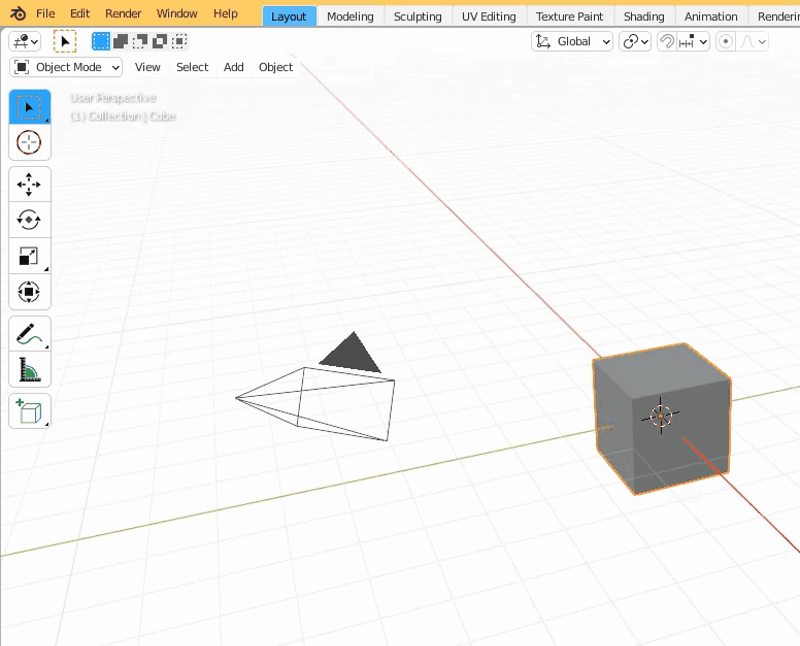 File Edit Render Window Help Layout Modeling Sculpting UV Editing Texture Paint Shading Animation
Global
Object Mode View Select Add Object
User Perspective
(1) Collection | Cube